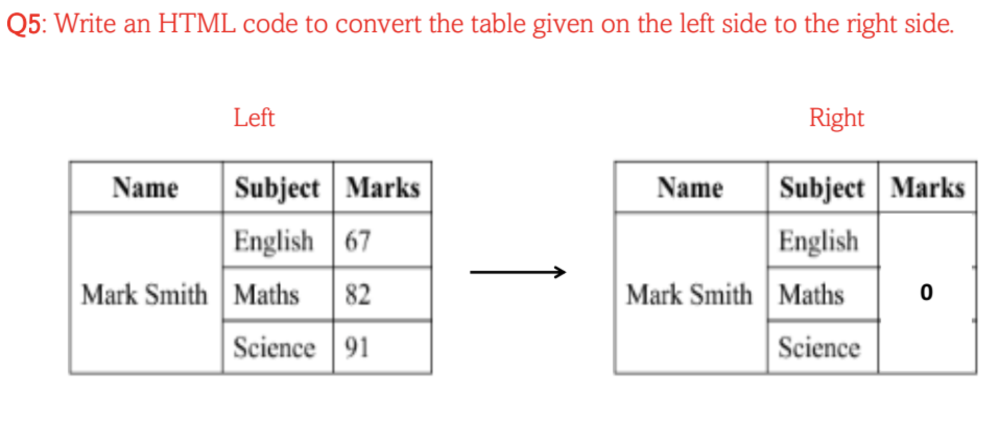 Q5: Write an HTML code to convert the table given on the left side to the right side.
Left
Right
Name Subject Marks
Mark Smith
English 67
Maths 82
Science 91
Name Subject Marks
Mark Smith
English
Maths
Science
0